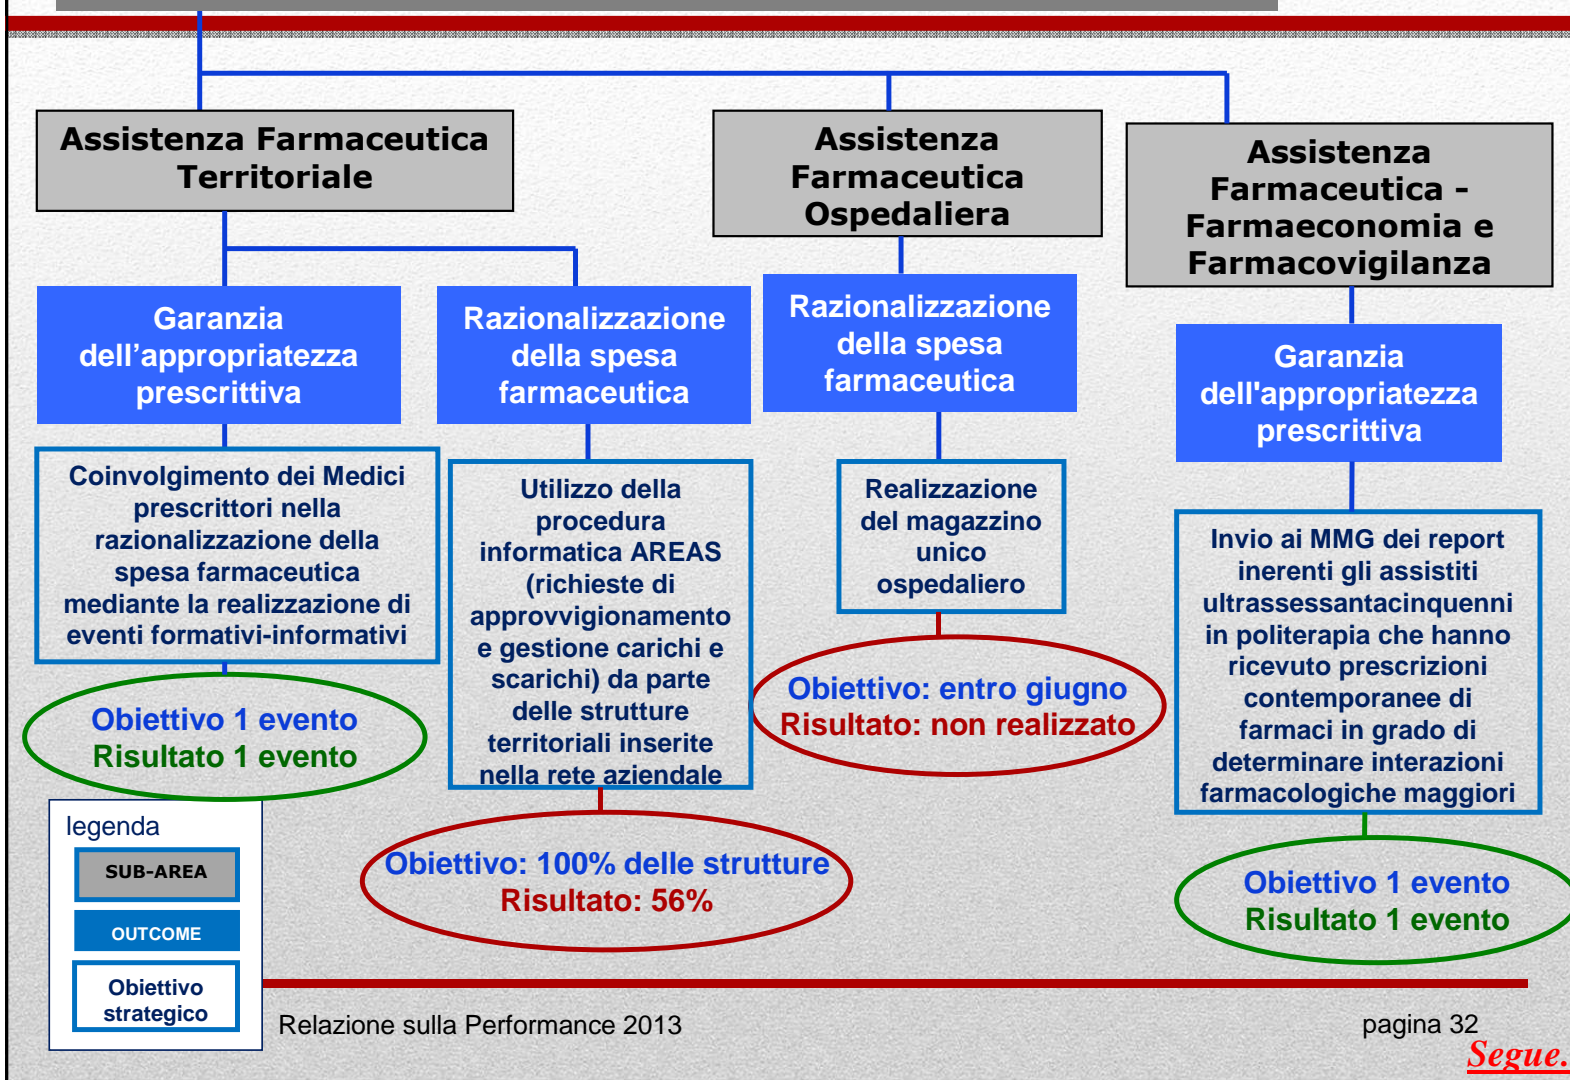 Assistenza Farmaceutica
Territoriale
Assistenza
Farmaceutica
Ospedaliera
Assistenza
Farmaceutica -
Farmaeconomia e
Farmacovigilanza
Garanzia
dell’appropriatezza
prescrittiva
Razionalizzazione
della spesa
farmaceutica
Razionalizzazione
della spesa
farmaceutica
Garanzia
dell'appropriatezza
prescrittiva
Coinvolgimento dei Medici
prescrittori nella
razionalizzazione della
spesa farmaceutica
mediante la realizzazione di
eventi formativi-informativi
Utilizzo della
procedura
informatica AREAS
(richieste di
approvvigionamento
e gestione carichi e
scarichi) da parte
delle strutture
territoriali inserite
nella rete aziendale
Realizzazione
del magazzino
unico
ospedaliero
Invio ai MMG dei report
inerenti gli assistiti
ultrassessantacinquenni
in politerapia che hanno
ricevuto prescrizioni
contemporanee di
farmaci in grado di
determinare interazioni
farmacologiche maggiori
Obiettivo 1 evento
Risultato 1 evento
Obiettivo: 100% delle strutture
Risultato: 56%
Obiettivo: entro giugno
Risultato: non realizzato
Obiettivo 1 evento
Risultato 1 evento
legenda
SUB-AREA
OUTCOME
Obiettivo
strategico
Relazione sulla Performance 2013
pagina 32
Segue.